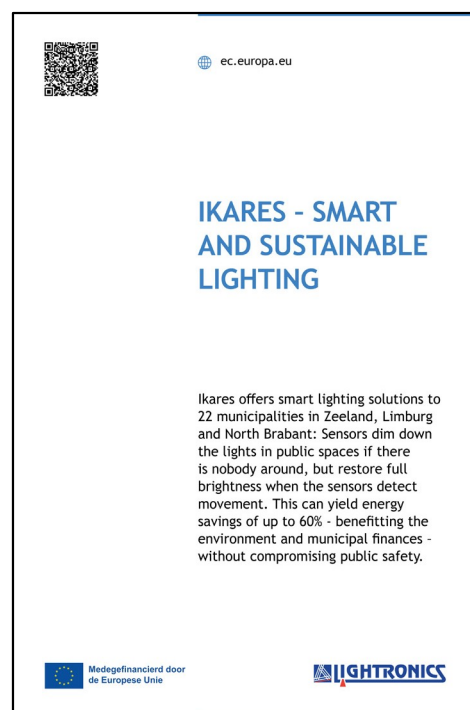 ec.europa.eu
IKARES – SMART
AND SUSTAINABLE
LIGHTING
Ikares offers smart lighting solutions to
22 municipalities in Zeeland, Limburg
and North Brabant: Sensors dim down
the lights in public spaces if there
is nobody around, but restore full
brightness when the sensors detect
movement. This can yield energy
savings of up to 60% - benefitting the
environment and municipal finances –
without compromising public safety.
Medegefinancierd door
de Europese Unie
LIGHTRONICS